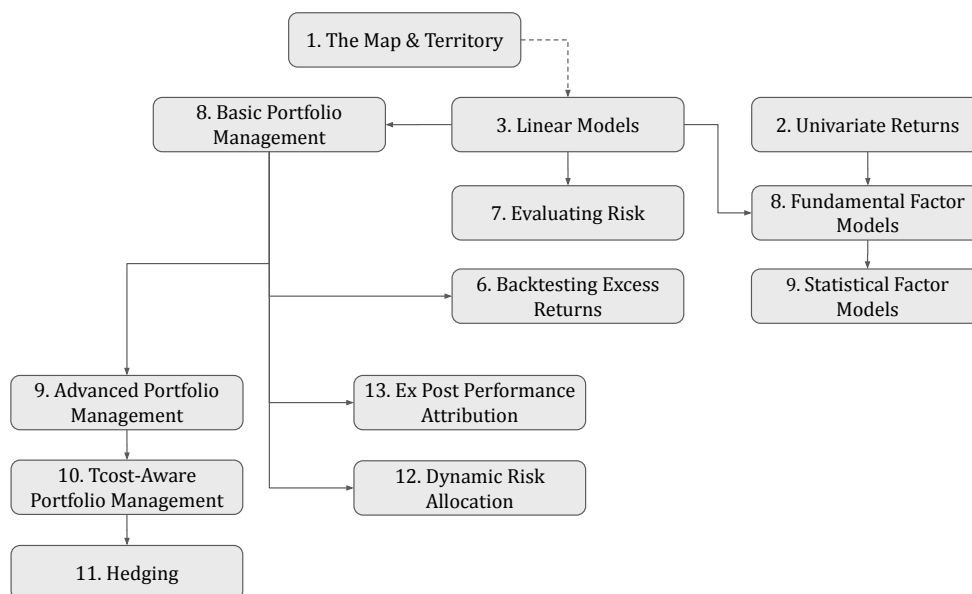 1. The Map & Territory
8. Basic Portfolio
Management
3. Linear Models
2. Univariate Returns
7. Evaluating Risk
8. Fundamental Factor
Models
6. Backtesting Excess
Returns
9. Statistical Factor
Models
9. Advanced Portfolio
Management
13. Ex Post Performance
Attribution
10. Tcost-Aware
Portfolio Management
12. Dynamic Risk
Allocation
11. Hedging